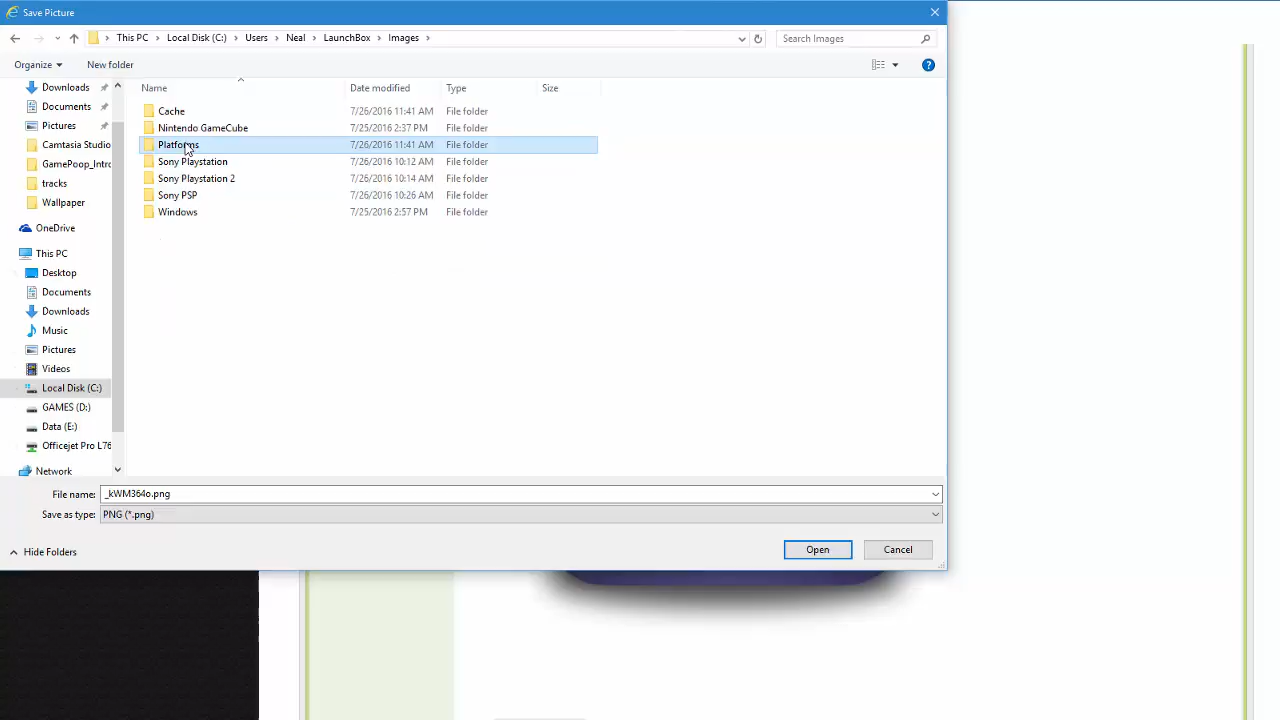 Save Picture
This PC > Local Disk (C:) > Users > Neal > LaunchBox > Images >
Search Images
Organize
New folder
Name Date modified Type Size
Downloads
Documents
Pictures
Camtasia Studio
GamePoop_Intro
tracks
Wallpaper
OneDrive
This PC
Desktop
Documents
Downloads
Music
Pictures
Videos
Local Disk (C:)
GAMES (D:)
Data (E:)
Officejet Pro L76
Network
Cache 7/26/2016 11:41 AM File folder
Nintendo GameCube 7/25/2016 2:37 PM File folder
Platforms 7/26/2016 11:41 AM File folder
Sony Playstation 7/26/2016 10:12 AM File folder
Sony Playstation 2 7/26/2016 10:14 AM File folder
Sony PSP 7/26/2016 10:26 AM File folder
Windows 7/25/2016 2:57 PM File folder
File name: _kWM364o.png
Save as type: PNG (*.png)
Hide Folders
Open
Cancel